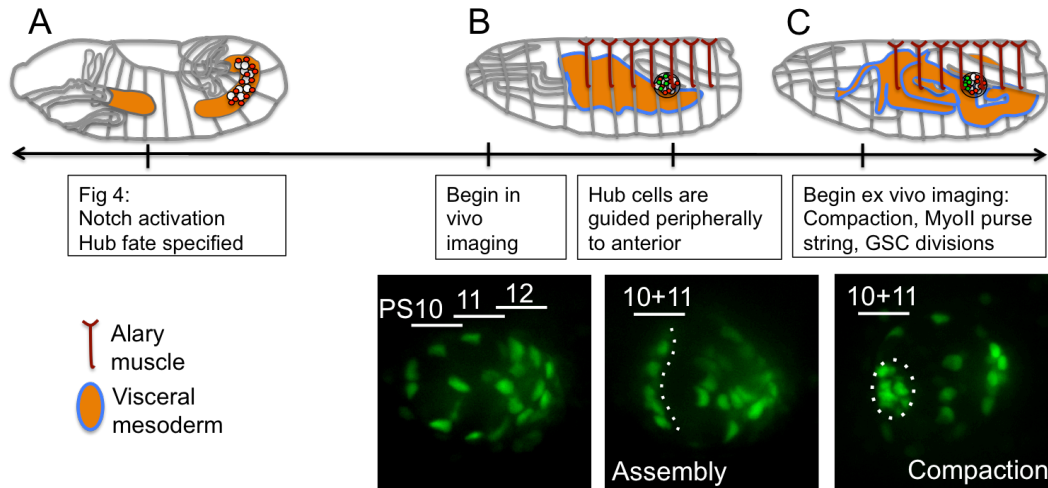 A
B
C
Fig 4:
Notch activation
Hub fate specified
Begin in
vivo
imaging
Hub cells are
guided peripherally
to anterior
Begin ex vivo imaging:
Compaction, MyoII purse
string, GSC divisions
Alary
muscle
Visceral
mesoderm
PS10
11
12
10+11
Assembly
10+11
Compaction